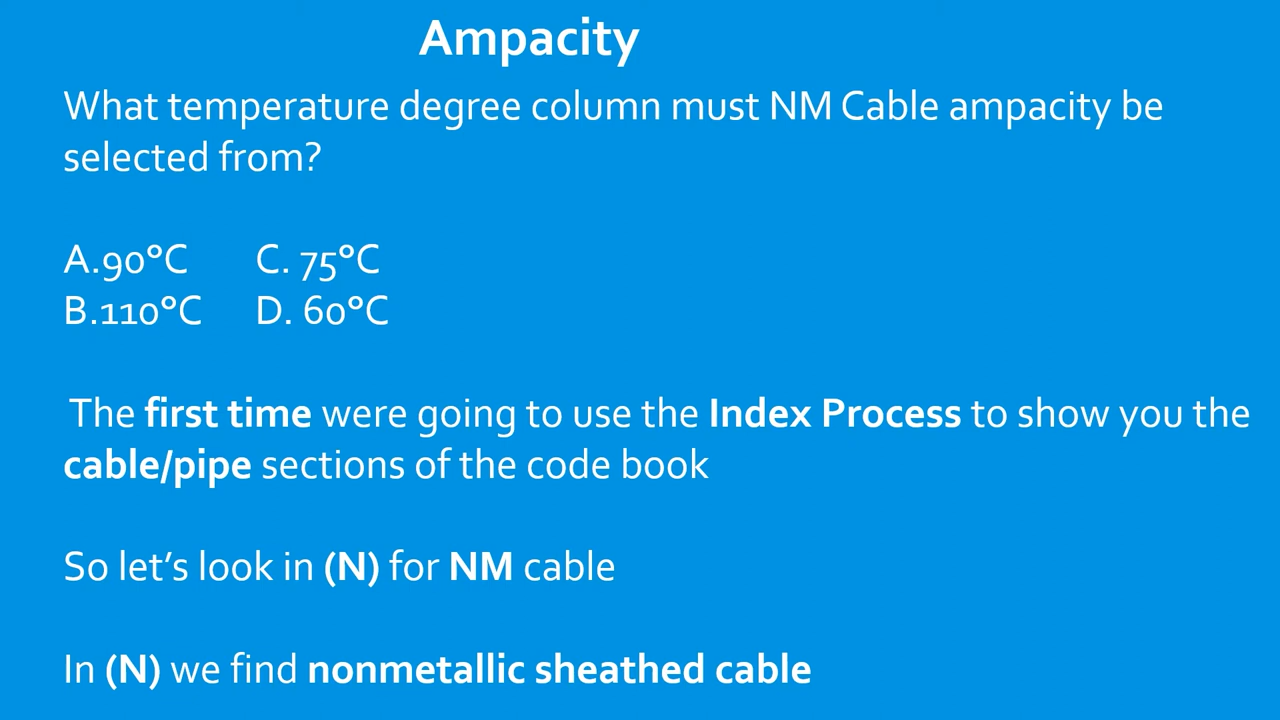 Ampacity
What temperature degree column must NM Cable ampacity be
selected from?
A.90°C C. 75°C
B.110°C D. 60°C
The first time were going to use the Index Process to show you the
cable/pipe sections of the code book
So let’s look in (N) for NM cable
In (N) we find nonmetallic sheathed cable